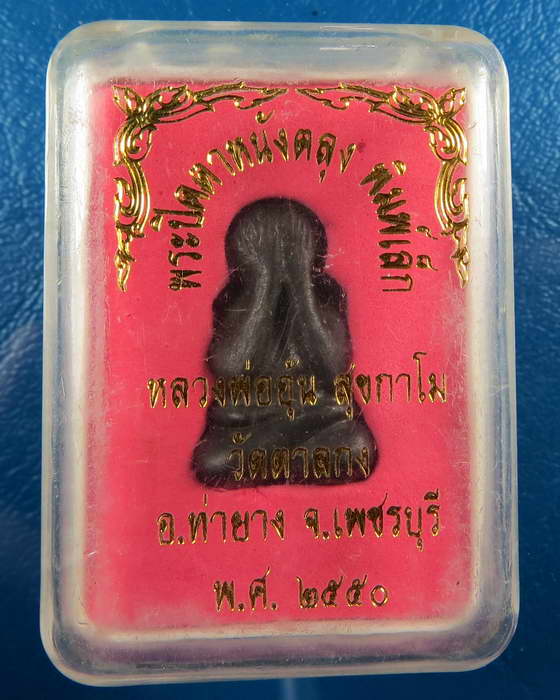 พระปิดตาหนังตลุง พิมพ์เล็ก
หลวงพ่ออุ้น สุขกาโม
วัดตาลกง
อ.ท่ายาง จ.เพชรบุรี
พ.ศ. ๒๕๕๐